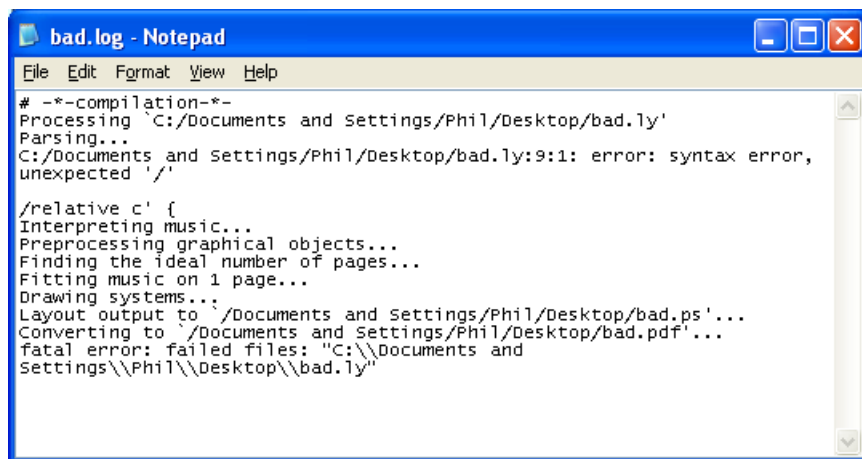 bad.log - Notepad
File Edit Format View Help
# -*-compilation-*-
Processing `C:/Documents and Settings/Phil/Desktop/bad.ly'
Parsing...
C:/Documents and Settings/Phil/Desktop/bad.ly:9:1: error: syntax error,
unexpected '/'

/relative c' {
Interpreting music...
Preprocessing graphical objects...
Finding the ideal number of pages...
Fitting music on 1 page...
Drawing systems...
Layout output to `/Documents and Settings/Phil/Desktop/bad.ps'...
Converting to `/Documents and Settings/Phil/Desktop/bad.pdf'...
fatal error: failed files: "C:\\Documents and
Settings\\Phil\\Desktop\\bad.ly"